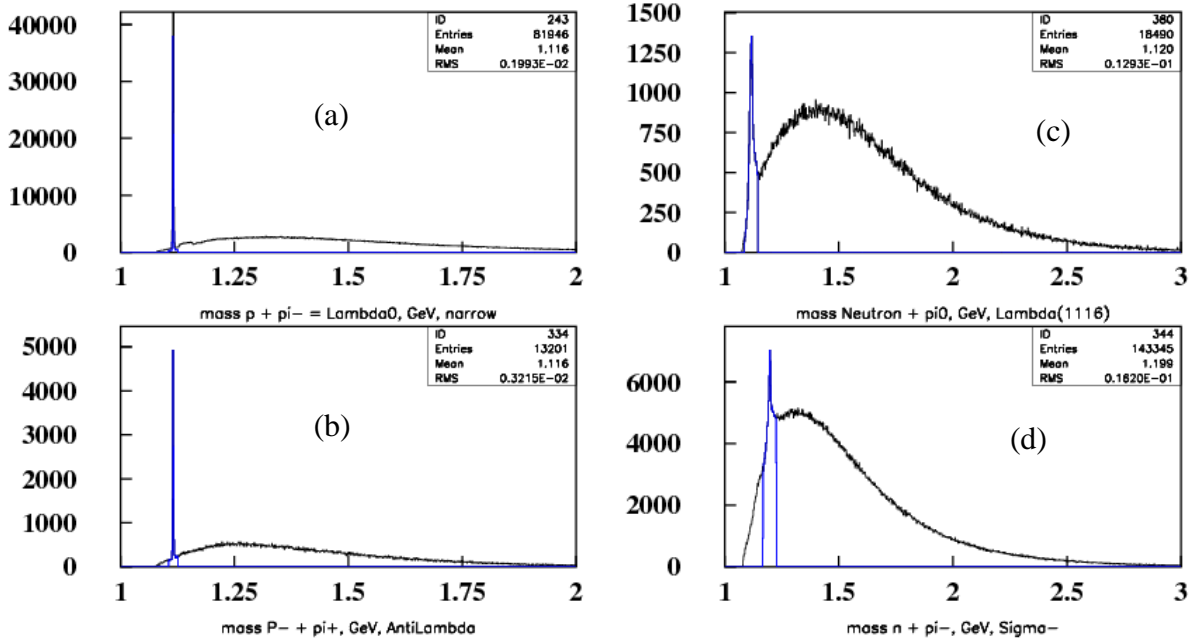 40000
30000
20000
10000
0
ID 243
Entries 81946
Mean 1.116
RMS 0.1993E-02
(a)
1 1.25 1.5 1.75 2
mass p + pi- = Lambda0, GeV, narrow
1500
1250
1000
750
500
250
0
ID 380
Entries 18490
Mean 1.120
RMS 0.1293E-01
(c)
1 1.5 2 2.5 3
mass Neutron + pi0, GeV, Lambda(1116)
5000
4000
3000
2000
1000
0
ID 334
Entries 13201
Mean 1.116
RMS 0.3215E-02
(b)
1 1.25 1.5 1.75 2
mass P- + pi+, GeV, AntiLambda
6000
4000
2000
0
ID 344
Entries 143345
Mean 1.199
RMS 0.1620E-01
(d)
1 1.5 2 2.5 3
mass n + pi-, GeV, Sigma-